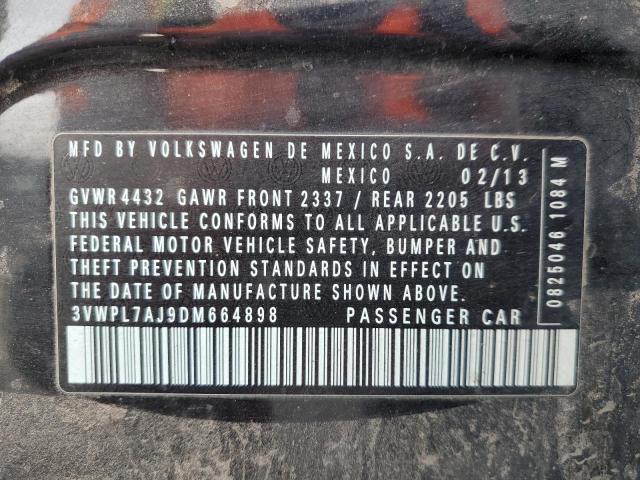 MFD BY VOLKSWAGEN DE MEXICO S.A. DE C.V.
MEXICO 02/13
GVWR 4432 GAWR FRONT 2337 / REAR 2205 LBS
THIS VEHICLE CONFORMS TO ALL APPLICABLE U.S.
FEDERAL MOTOR VEHICLE SAFETY, BUMPER AND
THEFT PREVENTION STANDARDS IN EFFECT ON
THE DATE OF MANUFACTURE SHOWN ABOVE.
3VWPL7AJ9DM664898 PASSENGER CAR
0825046 1084 M